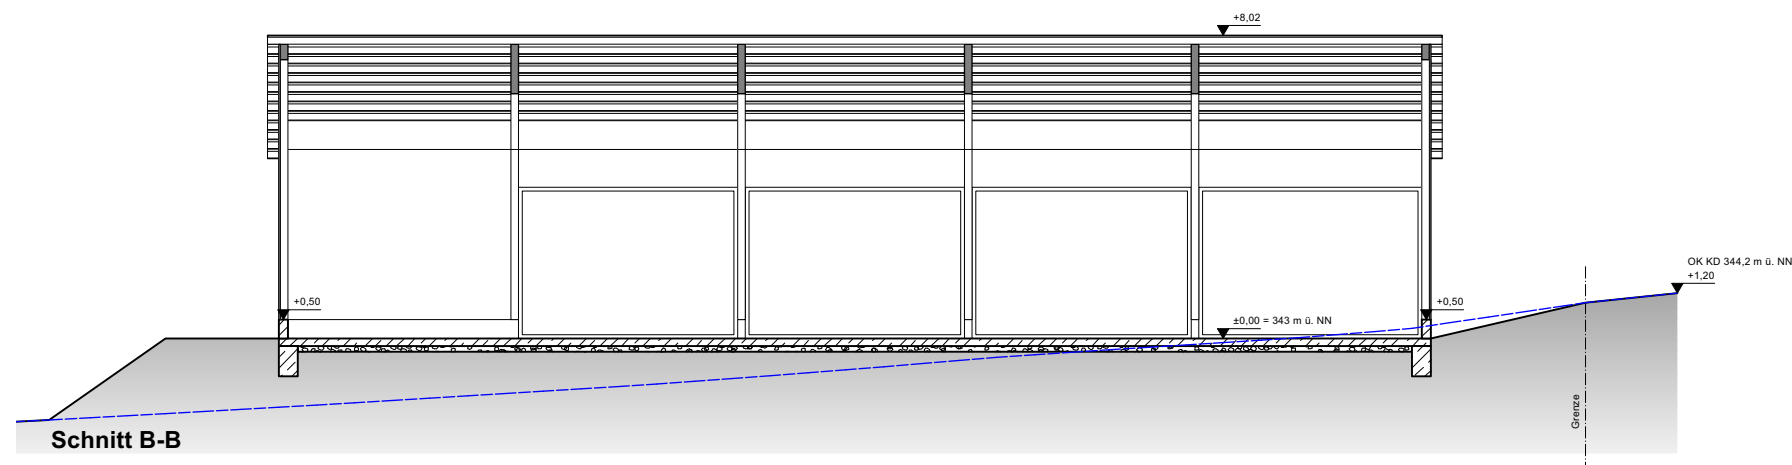 +8,02
OK KD 344,2 m ü. NN
+1,20
+0,50
+0,50
±0,00 = 343 m ü. NN
Grenze
Schnitt B-B